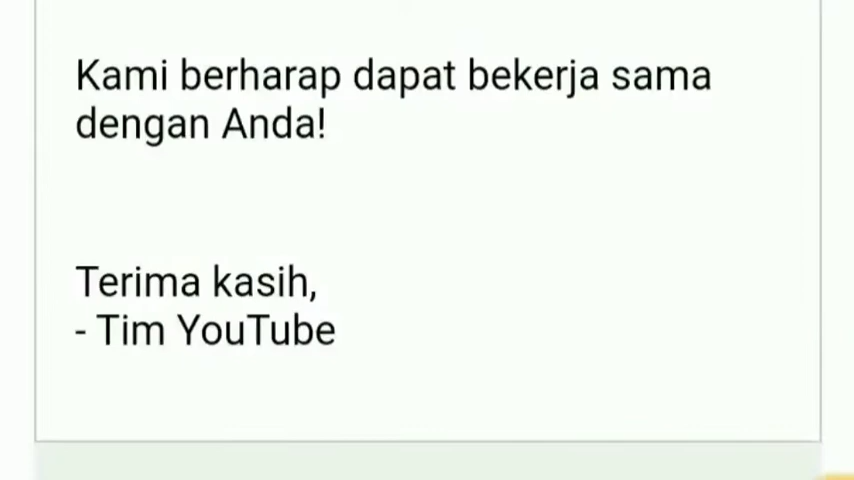 Kami berharap dapat bekerja sama
dengan Anda!
Terima kasih,
- Tim YouTube